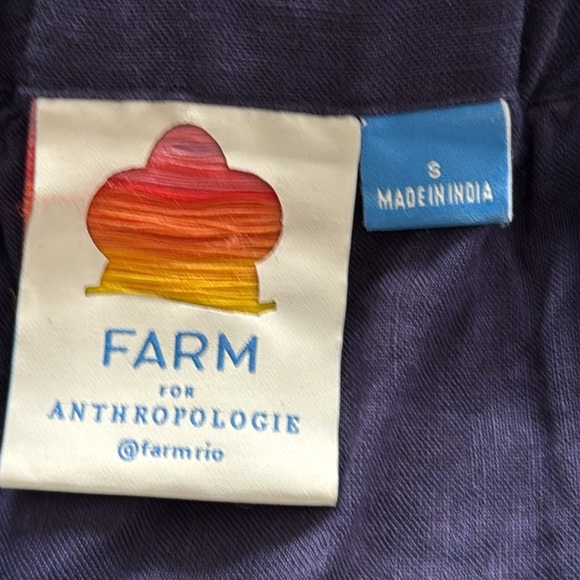 FARM
FOR
ANTHROPOLOGIE
@farmrio
S
MADE IN INDIA